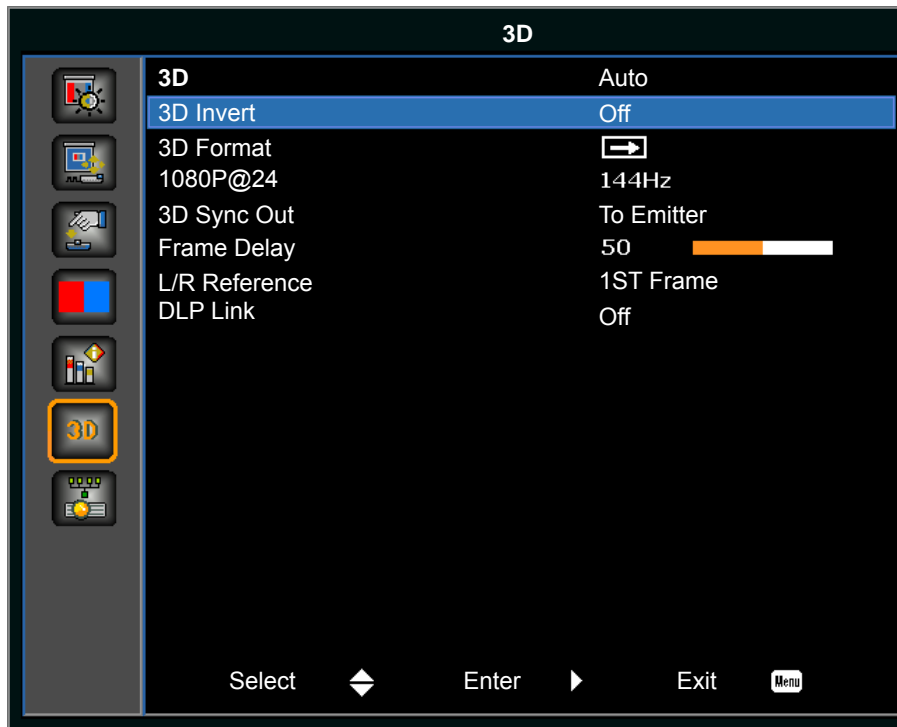 3D
3D Auto
3D Invert Off
3D Format
1080P@24 144Hz
3D Sync Out To Emitter
Frame Delay 50
L/R Reference 1ST Frame
DLP Link Off
3D
Select Enter Exit Menu